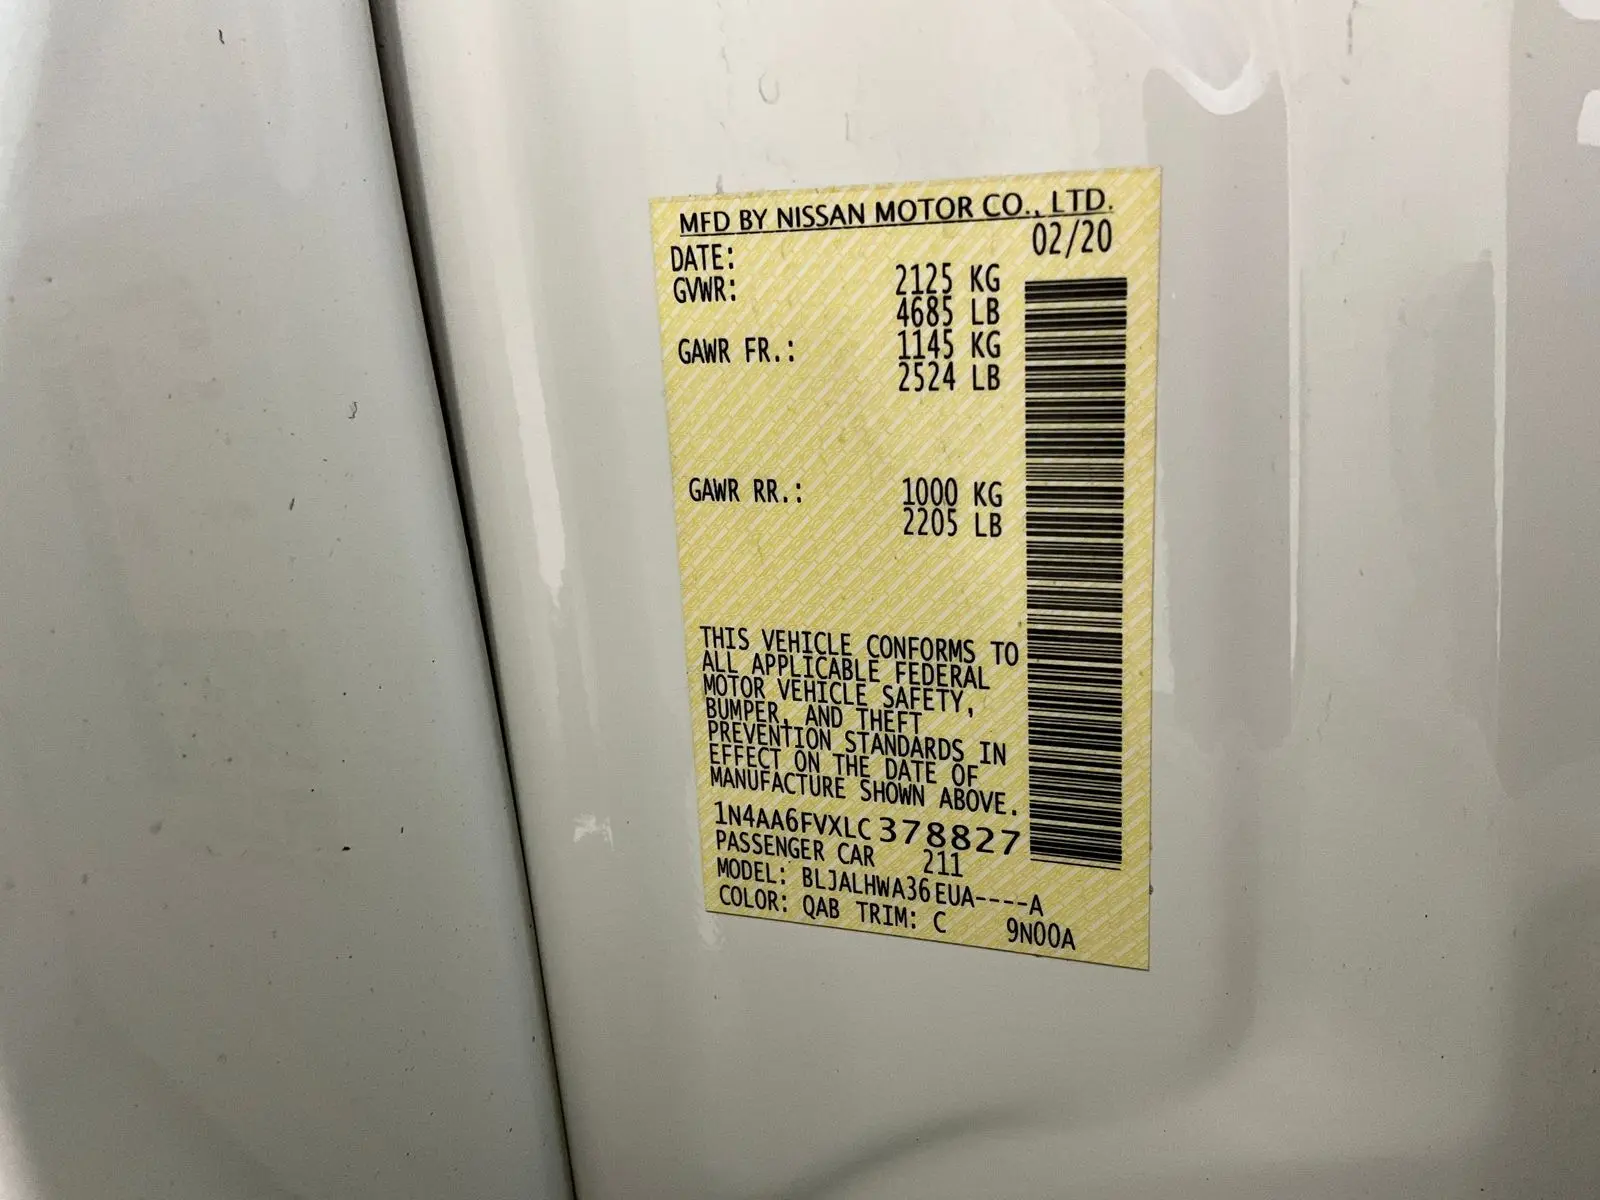 MFD BY NISSAN MOTOR CO., LTD.
DATE: 02/20
GVWR: 2125 KG
4685 LB
GAWR FR.: 1145 KG
2524 LB
GAWR RR.: 1000 KG
2205 LB
THIS VEHICLE CONFORMS TO
ALL APPLICABLE FEDERAL
MOTOR VEHICLE SAFETY,
BUMPER, AND THEFT
PREVENTION STANDARDS IN
EFFECT ON THE DATE OF
MANUFACTURE SHOWN ABOVE.
1N4AA6FVXLC378827
PASSENGER CAR 211
MODEL: BLJALHWA36EUA----A
COLOR: QAB TRIM: C 9N00A